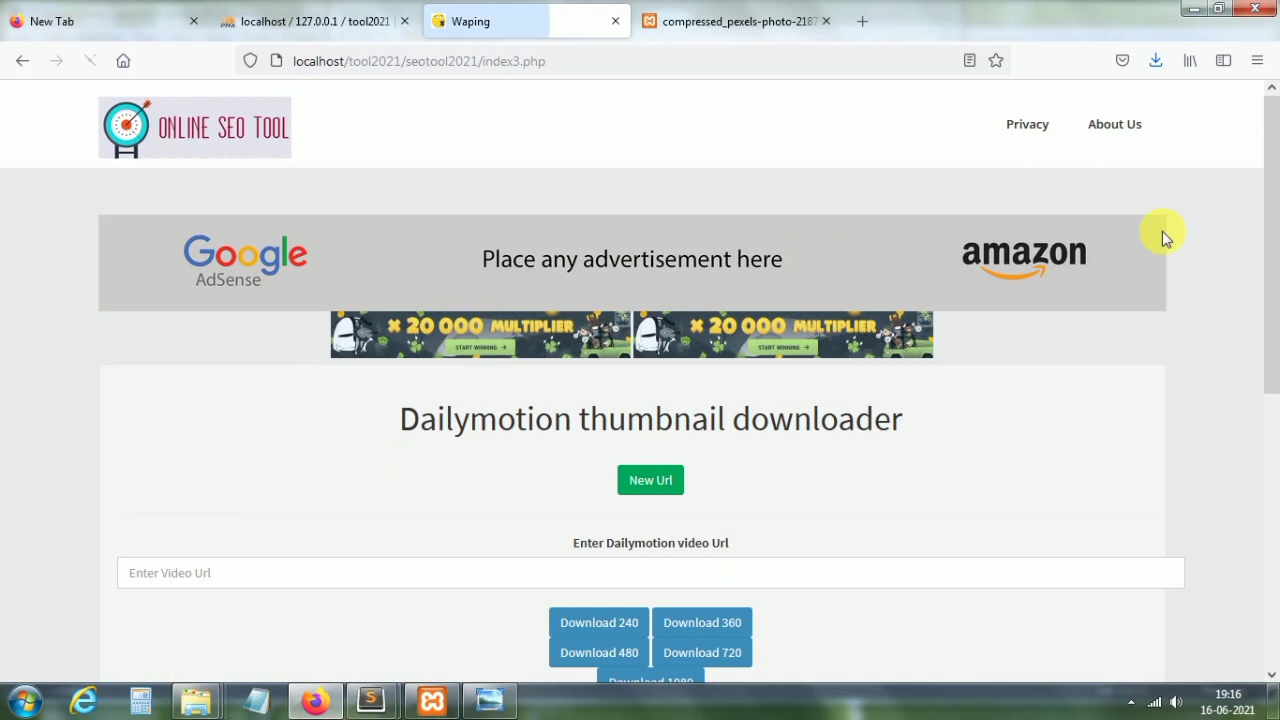 New Tab
localhost / 127.0.0.1 / tool2021 |
Waping
compressed_pexels-photo-2187
localhost/tool2021/seotool2021/index3.php
ONLINE SEO TOOL
Privacy
About Us
Google
AdSense
Place any advertisement here
amazon
× 20 000 MULTIPLIER
START WINNING →
× 20 000 MULTIPLIER
START WINNING →
Dailymotion thumbnail downloader
New Url
Enter Dailymotion video Url
Enter Video Url
Download 240
Download 360
Download 480
Download 720
Download 1080
19:16
16-06-2021